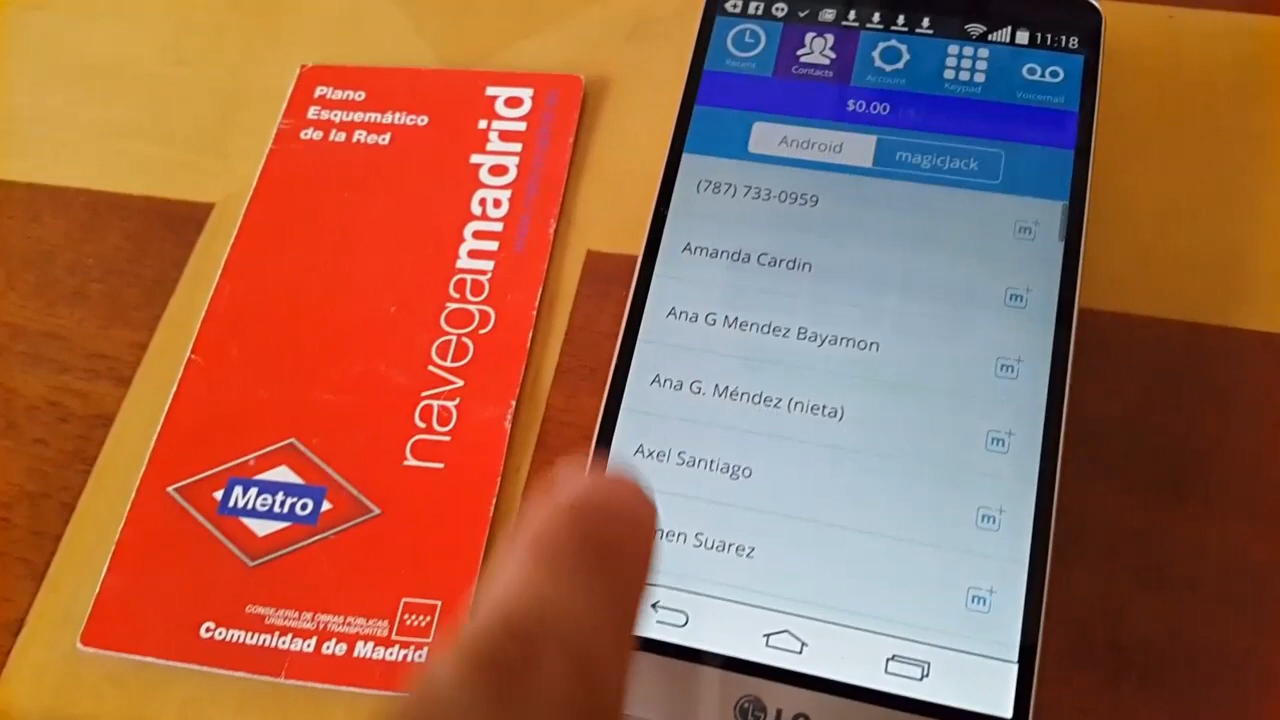 Plano
Esquemático
de la Red
navegamadrid
Metro
CONSEJERÍA DE OBRAS PÚBLICAS,
URBANISMO Y TRANSPORTES
Comunidad de Madrid
11:18
Recent
Contacts
Account
Keypad
Voicemail
$0.00
Android
magicJack
(787) 733-0959
Amanda Cardin
Ana G Mendez Bayamon
Ana G. Méndez (nieta)
Axel Santiago
Suarez
LG